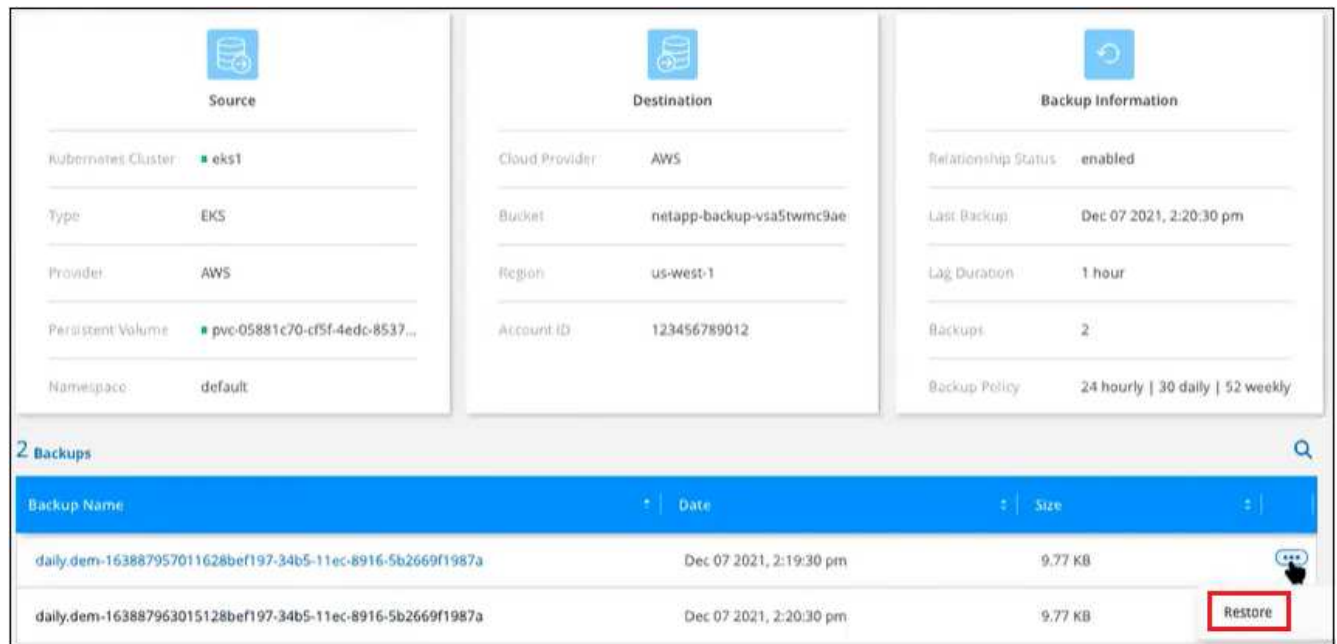 Source
Kubernetes Cluster eks1
Type EKS
Provider AWS
Persistent Volume pvc-05881c70-cf5f-4edc-8537...
Namespace default
Destination
Cloud Provider AWS
Bucket netapp-backup-vsa5twmc9ae
Region us-west-1
Account ID 123456789012
Backup Information
Relationship Status enabled
Last Backup Dec 07 2021, 2:20:30 pm
Lag Duration 1 hour
Backups 2
Backup Policy 24 hourly | 30 daily | 52 weekly
2 Backups
Backup Name Date Size
daily.dem-163887957011628bef197-34b5-11ec-8916-5b2669f1987a Dec 07 2021, 2:19:30 pm 9.77 KB
daily.dem-163887963015128bef197-34b5-11ec-8916-5b2669f1987a Dec 07 2021, 2:20:30 pm 9.77 KB
Restore